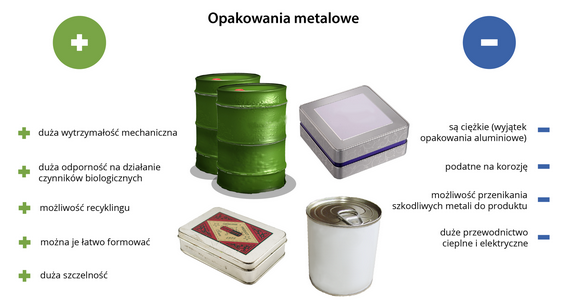 Opakowania metalowe
duża wytrzymałość mechaniczna
duża odporność na działanie
czynników biologicznych
możliwość recyklingu
można je łatwo formować
duża szczelność
są ciężkie (wyjątek
opakowania aluminiowe)
podatne na korozję
możliwość przenikania
szkodliwych metali do produktu
duże przewodnictwo
cieplne i elektryczne